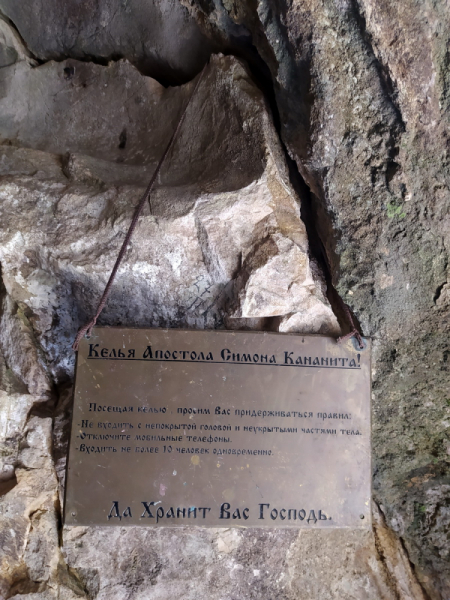 Келья Апостола Симона Кананита!
Посещая келью , просим Вас придерживаться правил:
-Не входить с непокрытой головой и неукрытыми частями тела.
-Отключите мобильные телефоны.
-Входить не более 10 человек одновременно.
Да Хранит Вас Господь.